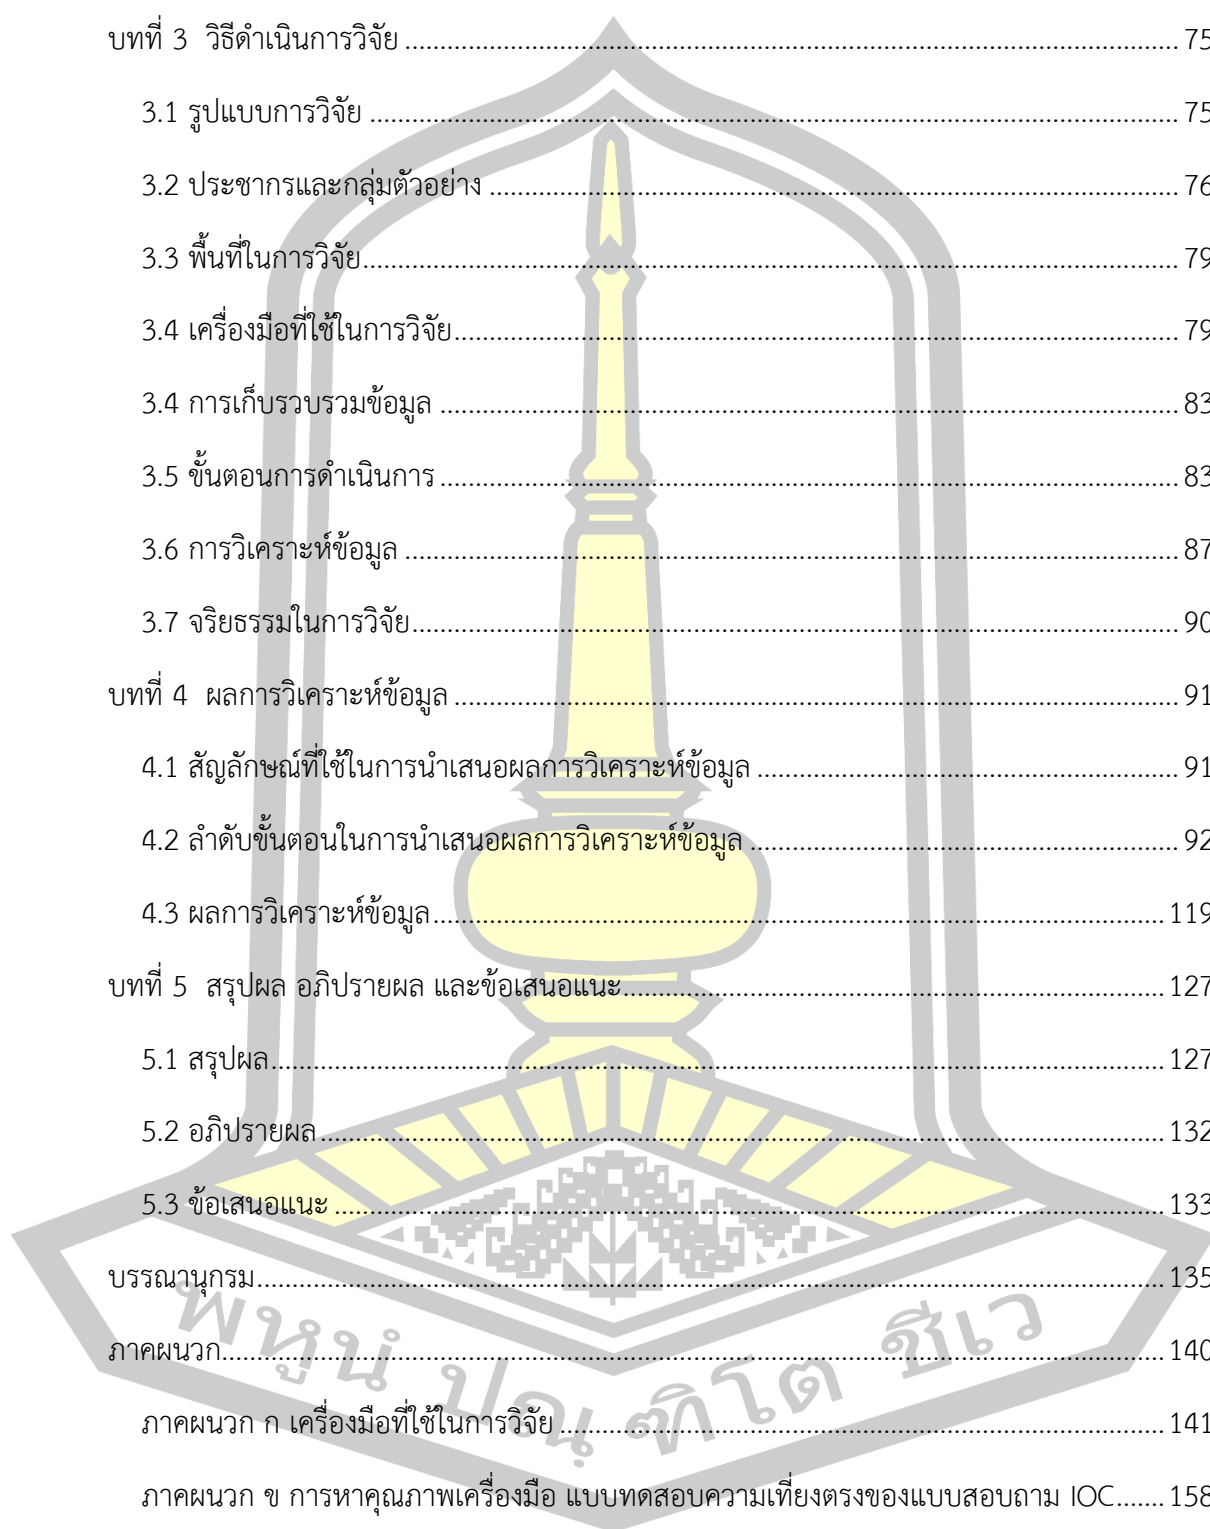 บทที่ 3 วิธีดำเนินการวิจัย .......... 75
3.1 รูปแบบการวิจัย .......... 75
3.2 ประชากรและกลุ่มตัวอย่าง .......... 76
3.3 พื้นที่ในการวิจัย .......... 79
3.4 เครื่องมือที่ใช้ในการวิจัย .......... 79
3.4 การเก็บรวบรวมข้อมูล .......... 83
3.5 ขั้นตอนการดำเนินการ .......... 83
3.6 การวิเคราะห์ข้อมูล .......... 87
3.7 จริยธรรมในการวิจัย .......... 90
บทที่ 4 ผลการวิเคราะห์ข้อมูล .......... 91
4.1 สัญลักษณ์ที่ใช้ในการนำเสนอผลการวิเคราะห์ข้อมูล .......... 91
4.2 ลำดับขั้นตอนในการนำเสนอผลการวิเคราะห์ข้อมูล .......... 92
4.3 ผลการวิเคราะห์ข้อมูล .......... 119
บทที่ 5 สรุปผล อภิปรายผล และข้อเสนอแนะ .......... 127
5.1 สรุปผล .......... 127
5.2 อภิปรายผล .......... 132
5.3 ข้อเสนอแนะ .......... 133
บรรณานุกรม .......... 135
ภาคผนวก .......... 140
ภาคผนวก ก เครื่องมือที่ใช้ในการวิจัย .......... 141
ภาคผนวก ข การหาคุณภาพเครื่องมือ แบบทดสอบความเที่ยงตรงของแบบสอบถาม IOC ....... 158
พหูนํ ปณฺฑิโต ชีเว